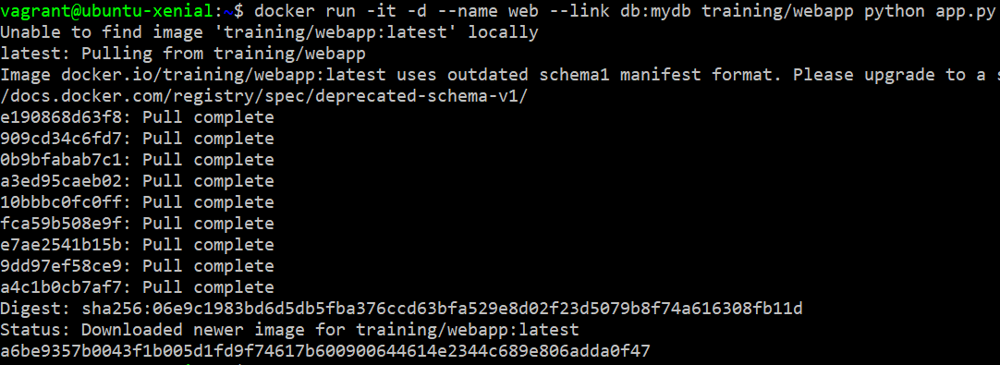 vagrant@ubuntu-xenial:~$ docker run -it -d --name web --link db:mydb training/webapp python app.py
Unable to find image 'training/webapp:latest' locally
latest: Pulling from training/webapp
Image docker.io/training/webapp:latest uses outdated schema1 manifest format. Please upgrade to a
/docs.docker.com/registry/spec/deprecated-schema-v1/
e190868d63f8: Pull complete
909cd34c6fd7: Pull complete
0b9bfabab7c1: Pull complete
a3ed95caeb02: Pull complete
10bbbc0fc0ff: Pull complete
fca59b508e9f: Pull complete
e7ae2541b15b: Pull complete
9dd97ef58ce9: Pull complete
a4c1b0cb7af7: Pull complete
Digest: sha256:06e9c1983bd6d5db5fba376ccd63bfa529e8d02f23d5079b8f74a616308fb11d
Status: Downloaded newer image for training/webapp:latest
a6be9357b0043f1b005d1fd9f74617b600900644614e2344c689e806adda0f47